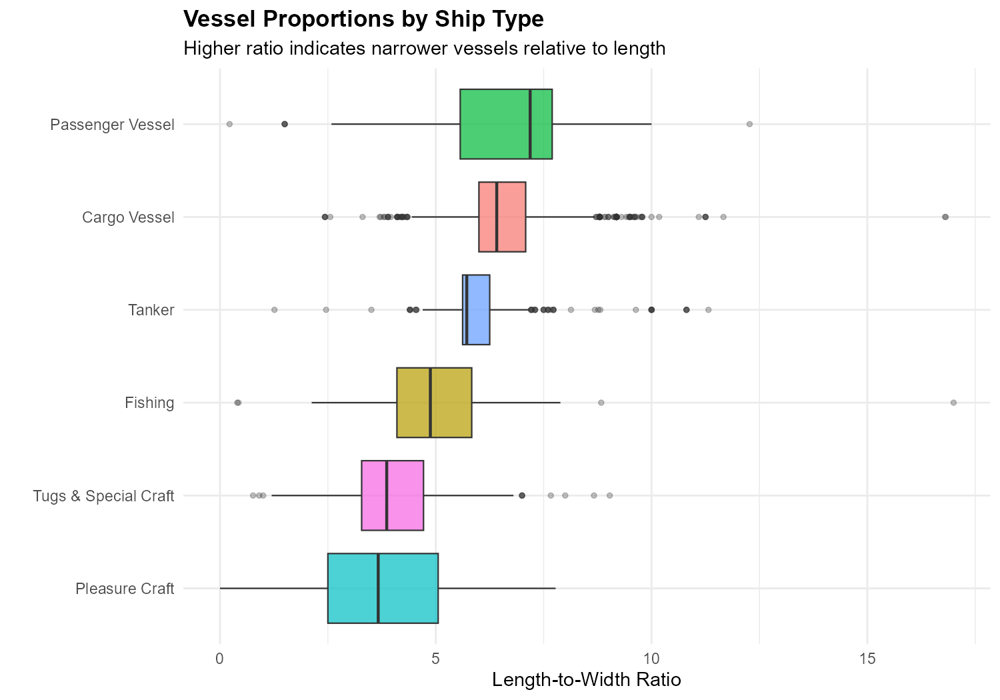 Vessel Proportions by Ship Type
Higher ratio indicates narrower vessels relative to length
Passenger Vessel
Cargo Vessel
Tanker
Fishing
Tugs & Special Craft
Pleasure Craft
0 5 10 15
Length-to-Width Ratio